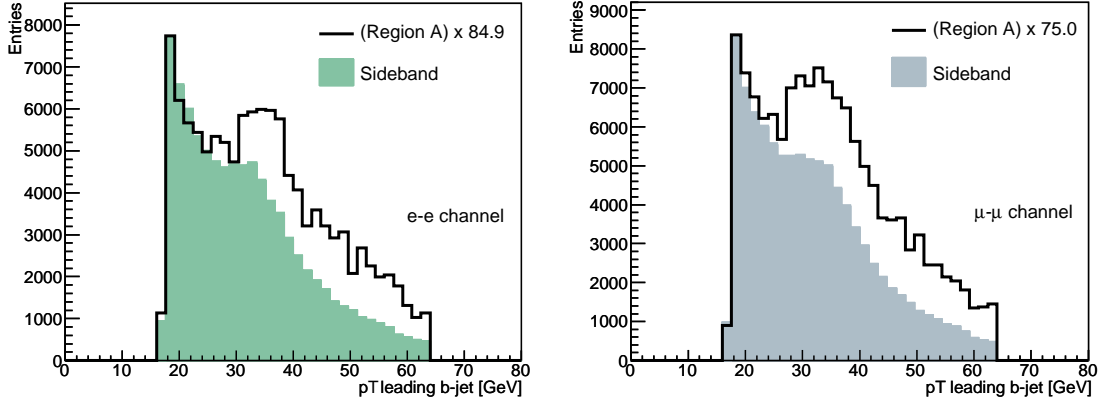 Entries
8000
7000
6000
5000
4000
3000
2000
1000
0
(Region A) x 84.9
Sideband
e-e channel
0 10 20 30 40 50 60 70 80
pT leading b-jet [GeV]
Entries
9000
8000
7000
6000
5000
4000
3000
2000
1000
0
(Region A) x 75.0
Sideband
μ-μ channel
0 10 20 30 40 50 60 70 80
pT leading b-jet [GeV]